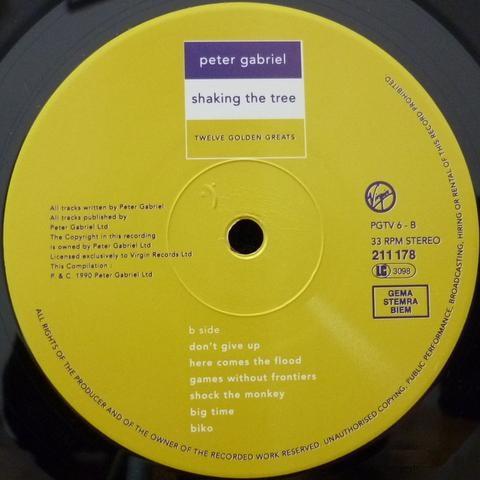 peter gabriel
shaking the tree
TWELVE GOLDEN GREATS
All tracks written by Peter Gabriel
All tracks published by
Peter Gabriel Ltd
The Copyright in this recording
is owned by Peter Gabriel Ltd
Licensed exclusively to Virgin Records Ltd
This Compilation :
P. & C. 1990 Peter Gabriel Ltd
Virgin
PGTV 6 - B
33 RPM STEREO
211 178
LC 3098
GEMA
STEMRA
BIEM
b side
don't give up
here comes the flood
games without frontiers
shock the monkey
big time
biko
ALL RIGHTS OF THE PRODUCER AND OF THE OWNER OF THE RECORDED WORK RESERVED. UNAUTHORISED COPYING, PUBLIC PERFORMANCE, BROADCASTING, HIRING OR RENTAL OF THIS RECORD PROHIBITED